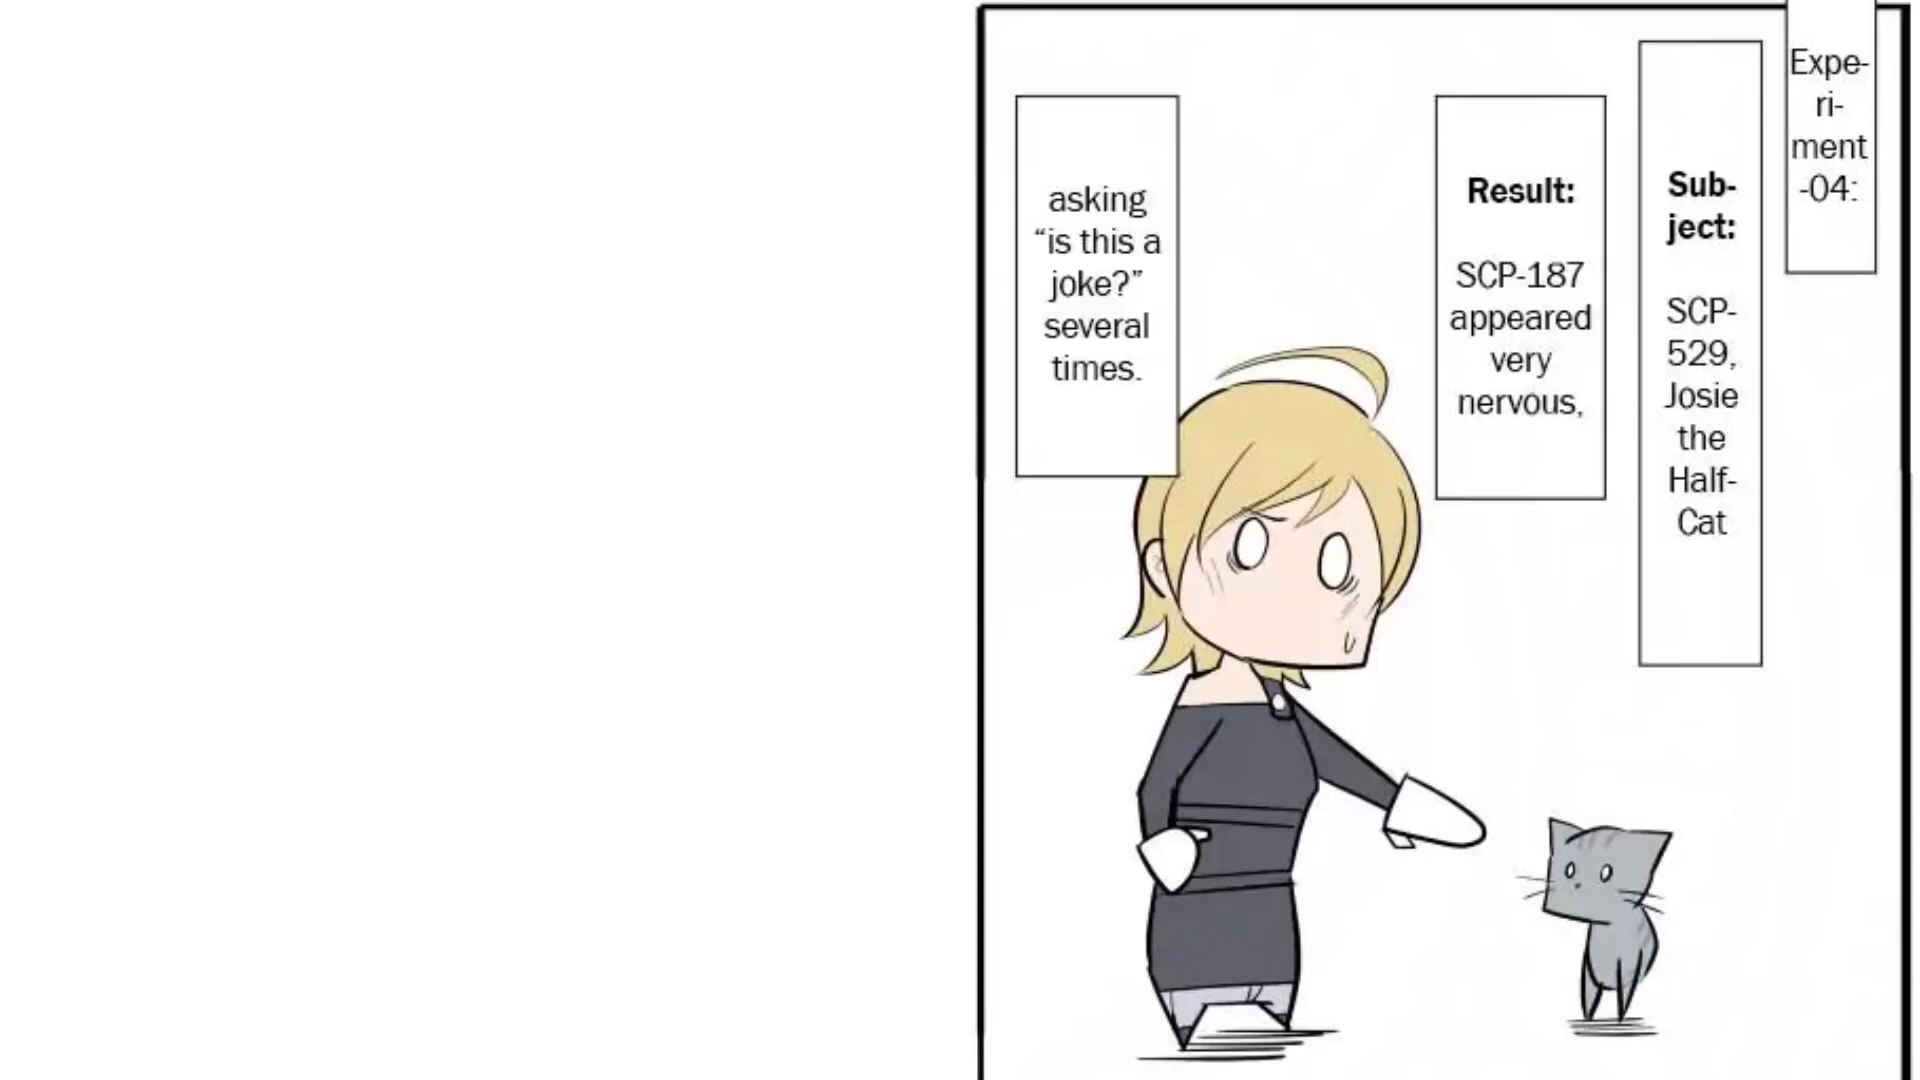 Expe-
ri-
ment
-04:
Sub-
ject:
SCP-
529,
Josie
the
Half-
Cat
Result:
SCP-187
appeared
very
nervous,
asking
“is this a
joke?”
several
times.